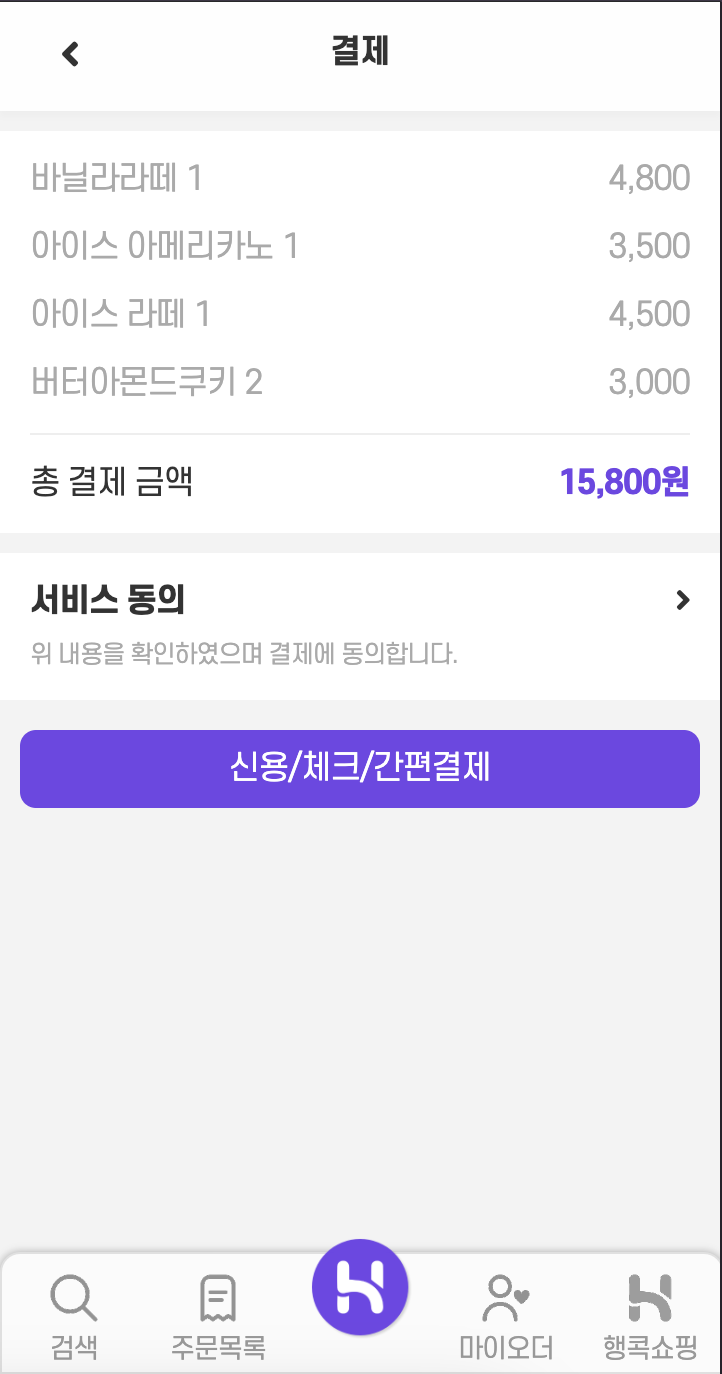 결제
바닐라라떼 1 4,800
아이스 아메리카노 1 3,500
아이스 라떼 1 4,500
버터아몬드쿠키 2 3,000
총 결제 금액 15,800원
서비스 동의
위 내용을 확인하였으며 결제에 동의합니다.
신용/체크/간편결제
검색 주문목록 마이오더 행콕쇼핑